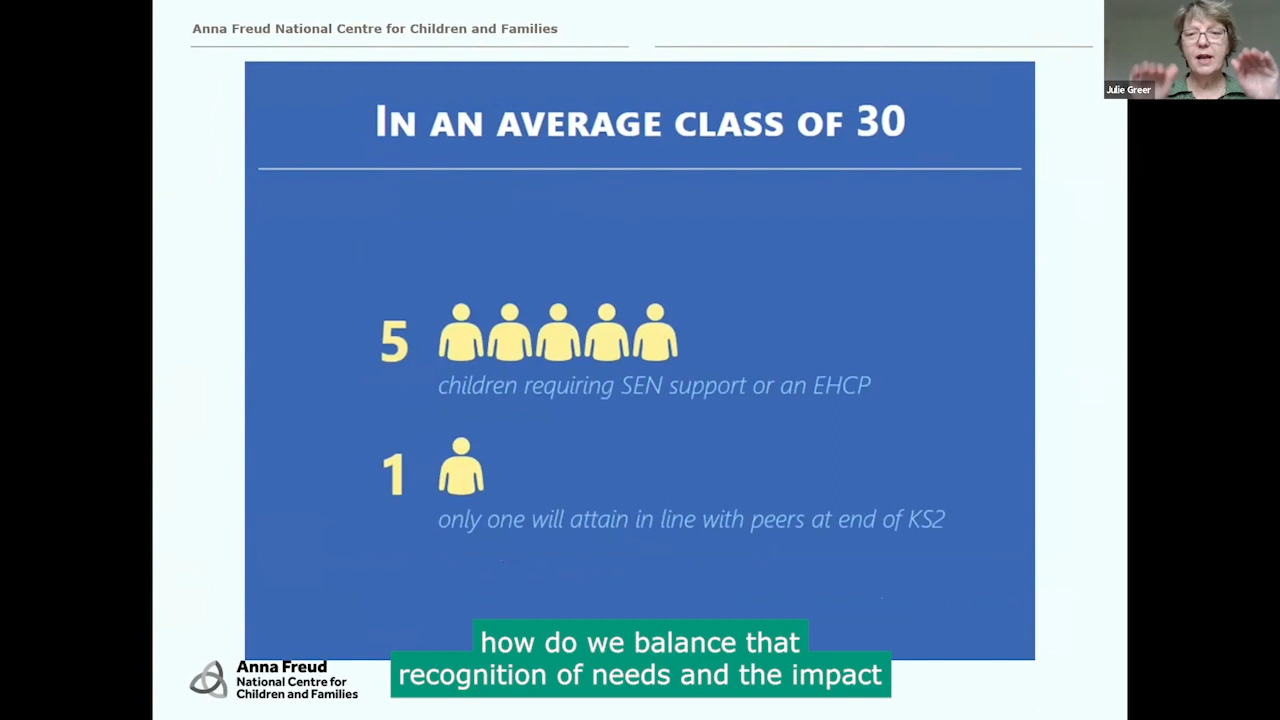 Anna Freud National Centre for Children and Families
Julie Greer
IN AN AVERAGE CLASS OF 30
5
children requiring SEN support or an EHCP
1
only one will attain in line with peers at end of KS2
how do we balance that
recognition of needs and the impact
Anna Freud
National Centre for
Children and Families